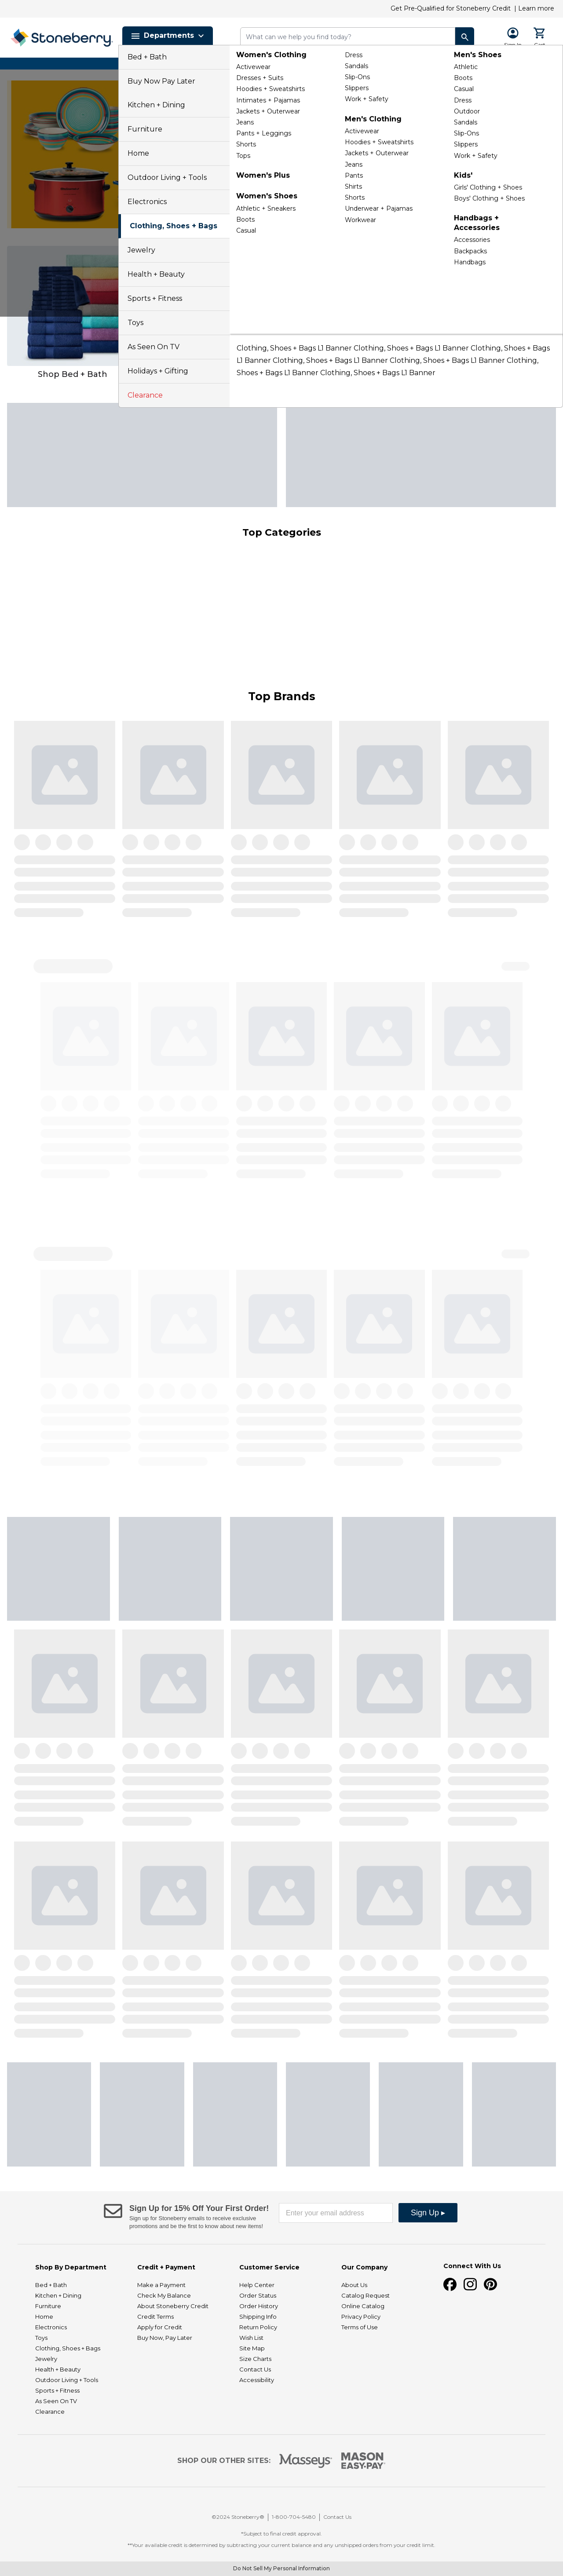 Get Pre-Qualified for Stoneberry Credit | Learn more
Stoneberry
Departments
What can we help you find today?
Bed + Bath
Buy Now Pay Later
Kitchen + Dining
Furniture
Home
Outdoor Living + Tools
Electronics
Clothing, Shoes + Bags
Jewelry
Health + Beauty
Sports + Fitness
Toys
As Seen On TV
Holidays + Gifting
Clearance
Women's Clothing
Activewear
Dresses + Suits
Hoodies + Sweatshirts
Intimates + Pajamas
Jackets + Outerwear
Jeans
Pants + Leggings
Shorts
Tops
Women's Plus
Women's Shoes
Athletic + Sneakers
Boots
Casual
Dress
Sandals
Slip-Ons
Slippers
Work + Safety
Men's Clothing
Activewear
Hoodies + Sweatshirts
Jackets + Outerwear
Jeans
Pants
Shirts
Shorts
Underwear + Pajamas
Workwear
Men's Shoes
Athletic
Boots
Casual
Dress
Outdoor
Sandals
Slip-Ons
Slippers
Work + Safety
Kids'
Girls' Clothing + Shoes
Boys' Clothing + Shoes
Handbags +
Accessories
Accessories
Backpacks
Handbags
Clothing, Shoes + Bags L1 Banner Clothing, Shoes + Bags L1 Banner Clothing, Shoes + Bags
L1 Banner Clothing, Shoes + Bags L1 Banner Clothing, Shoes + Bags L1 Banner Clothing,
Shoes + Bags L1 Banner Clothing, Shoes + Bags L1 Banner
Shop Bed + Bath
Top Categories
Top Brands
Sign Up for 15% Off Your First Order!
Sign up for Stoneberry emails to receive exclusive
promotions and be the first to know about new items!
Enter your email address
Sign Up ▸
Shop By Department
Bed + Bath
Kitchen + Dining
Furniture
Home
Electronics
Toys
Clothing, Shoes + Bags
Jewelry
Health + Beauty
Outdoor Living + Tools
Sports + Fitness
As Seen On TV
Clearance
Credit + Payment
Make a Payment
Check My Balance
About Stoneberry Credit
Credit Terms
Apply for Credit
Buy Now, Pay Later
Customer Service
Help Center
Order Status
Order History
Shipping Info
Return Policy
Wish List
Site Map
Size Charts
Contact Us
Accessibility
Our Company
About Us
Catalog Request
Online Catalog
Privacy Policy
Terms of Use
Connect With Us
SHOP OUR OTHER SITES:
Masseys
MASON
EASY-PAY
©2024 Stoneberry® | 1-800-704-5480 | Contact Us
*Subject to final credit approval.
**Your available credit is determined by subtracting your current balance and any unshipped orders from your credit limit.
Do Not Sell My Personal Information